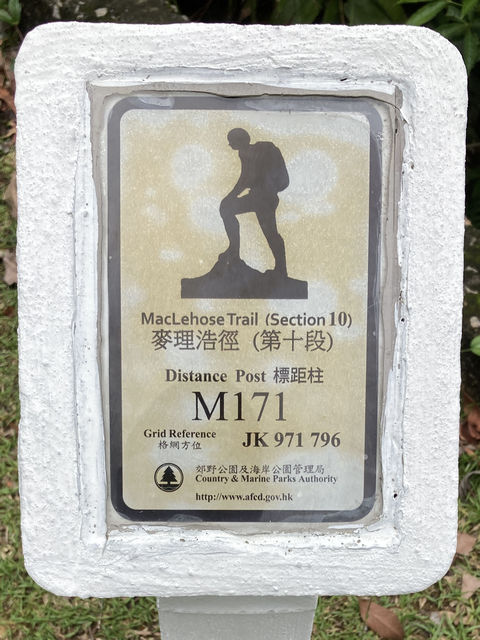 MacLehose Trail (Section 10)
麥理浩徑 (第十段)
Distance Post 標距柱
M171
Grid Reference JK 971 796
格網方位
郊野公園及海岸公園管理局
Country & Marine Parks Authority
http://www.afcd.gov.hk